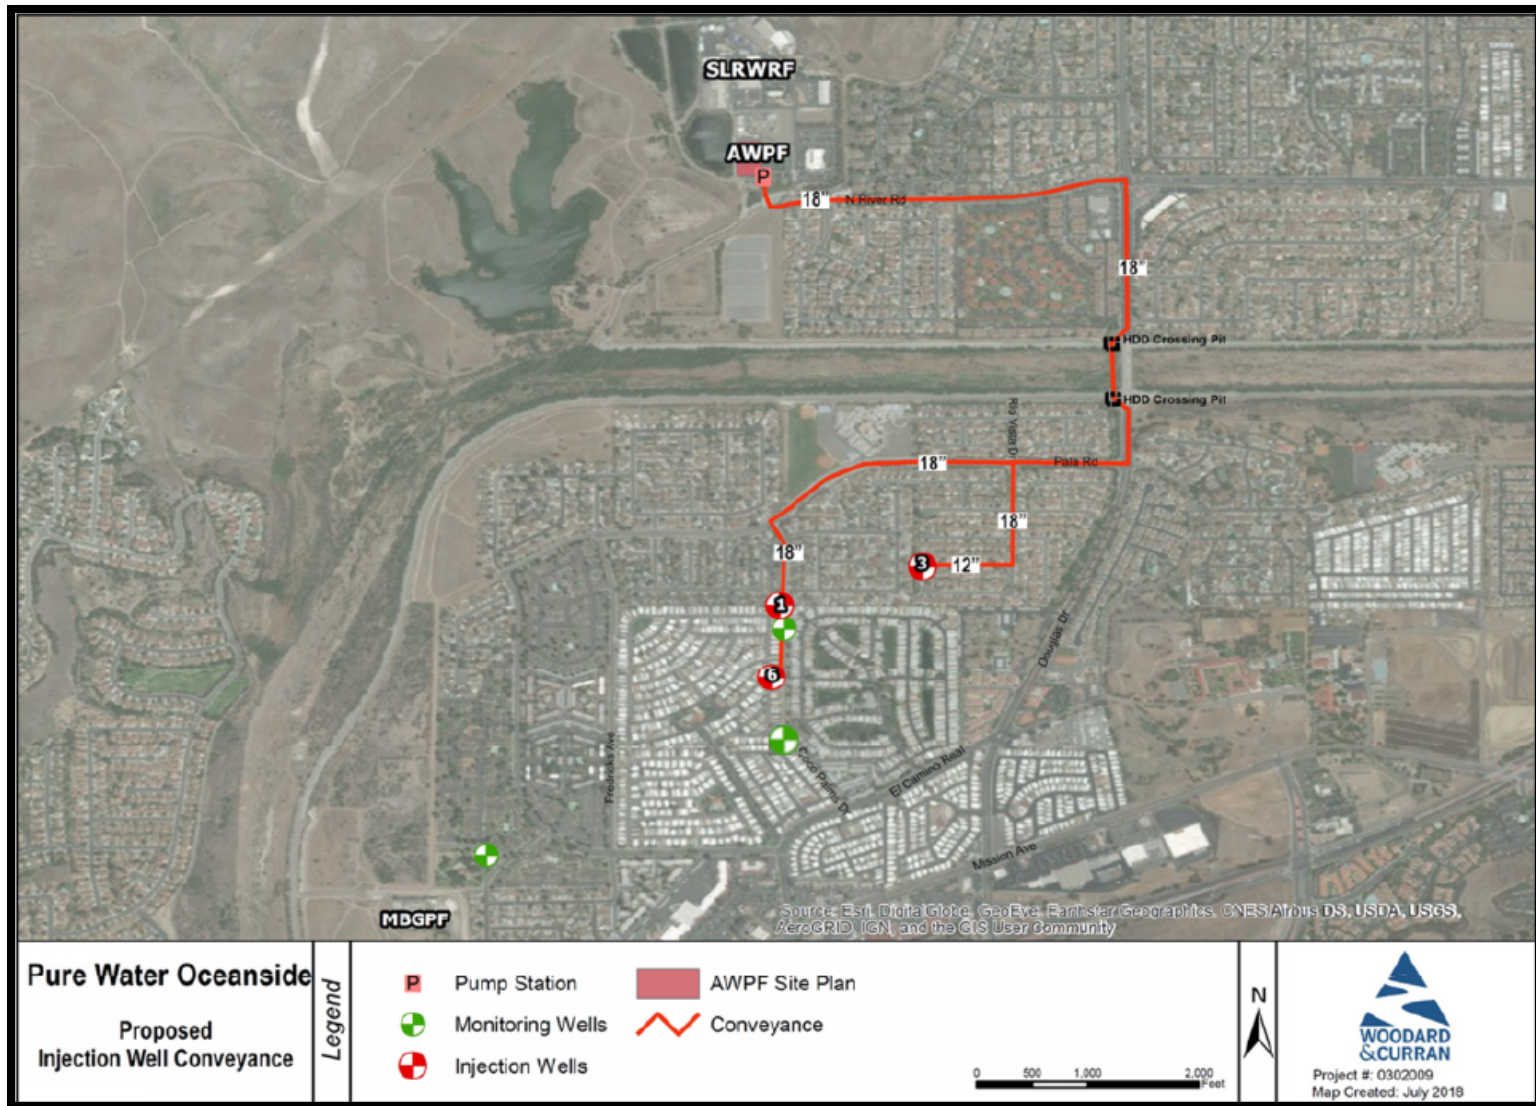 SLRWRF
AWPF
P
18"
N River Rd
18"
HDD Crossing Pit
HDD Crossing Pit
Rio Vista Dr
18"
Pala Rd
18"
18"
3
12"
1
Douglas Dr
6
Fredricks Ave
Coco Palms Dr
El Camino Real
Mission Ave
MBGPF
Source: Esri, DigitalGlobe, GeoEye, Earthstar Geographics, CNES/Airbus DS, USDA, USGS,
AeroGRID, IGN, and the GIS User Community
Pure Water Oceanside
Proposed
Injection Well Conveyance
Legend
P Pump Station
Monitoring Wells
Injection Wells
AWPF Site Plan
Conveyance
0 500 1,000 2,000
Feet
N
WOODARD
&CURRAN
Project #: 0302009
Map Created: July 2018